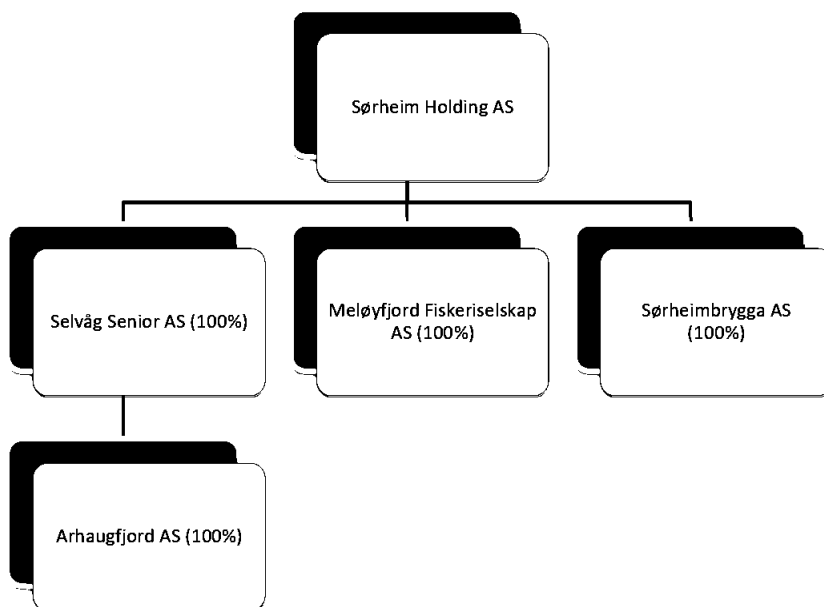 Sørheim Holding AS
Selvåg Senior AS (100%)
Meløyfjord Fiskeriselskap
AS (100%)
Sørheimbrygga AS
(100%)
Arhaugfjord AS (100%)